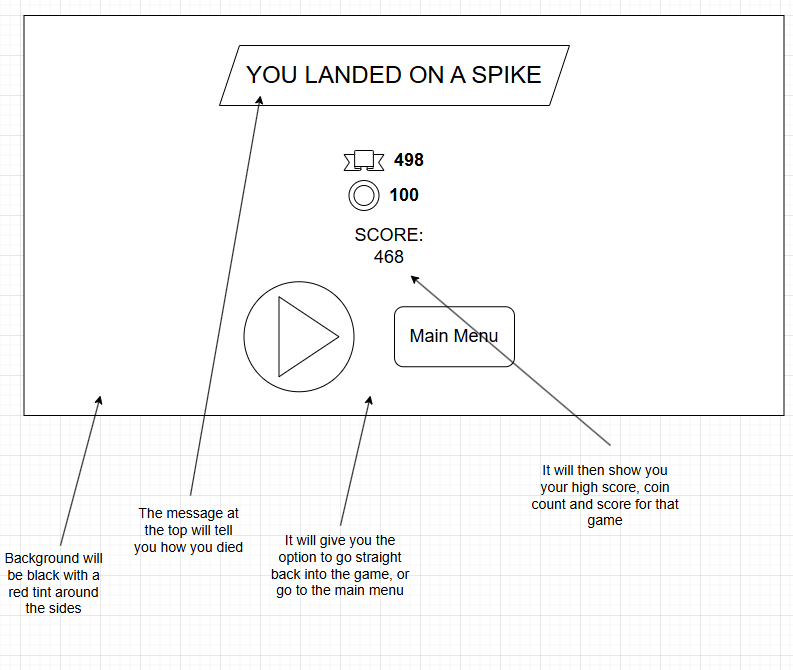 YOU LANDED ON A SPIKE
498
100
SCORE:
468
Main Menu
It will then show you
your high score, coin
count and score for that
game
The message at
the top will tell
you how you died
It will give you the
option to go straight
back into the game, or
go to the main menu
Background will
be black with a
red tint around
the sides